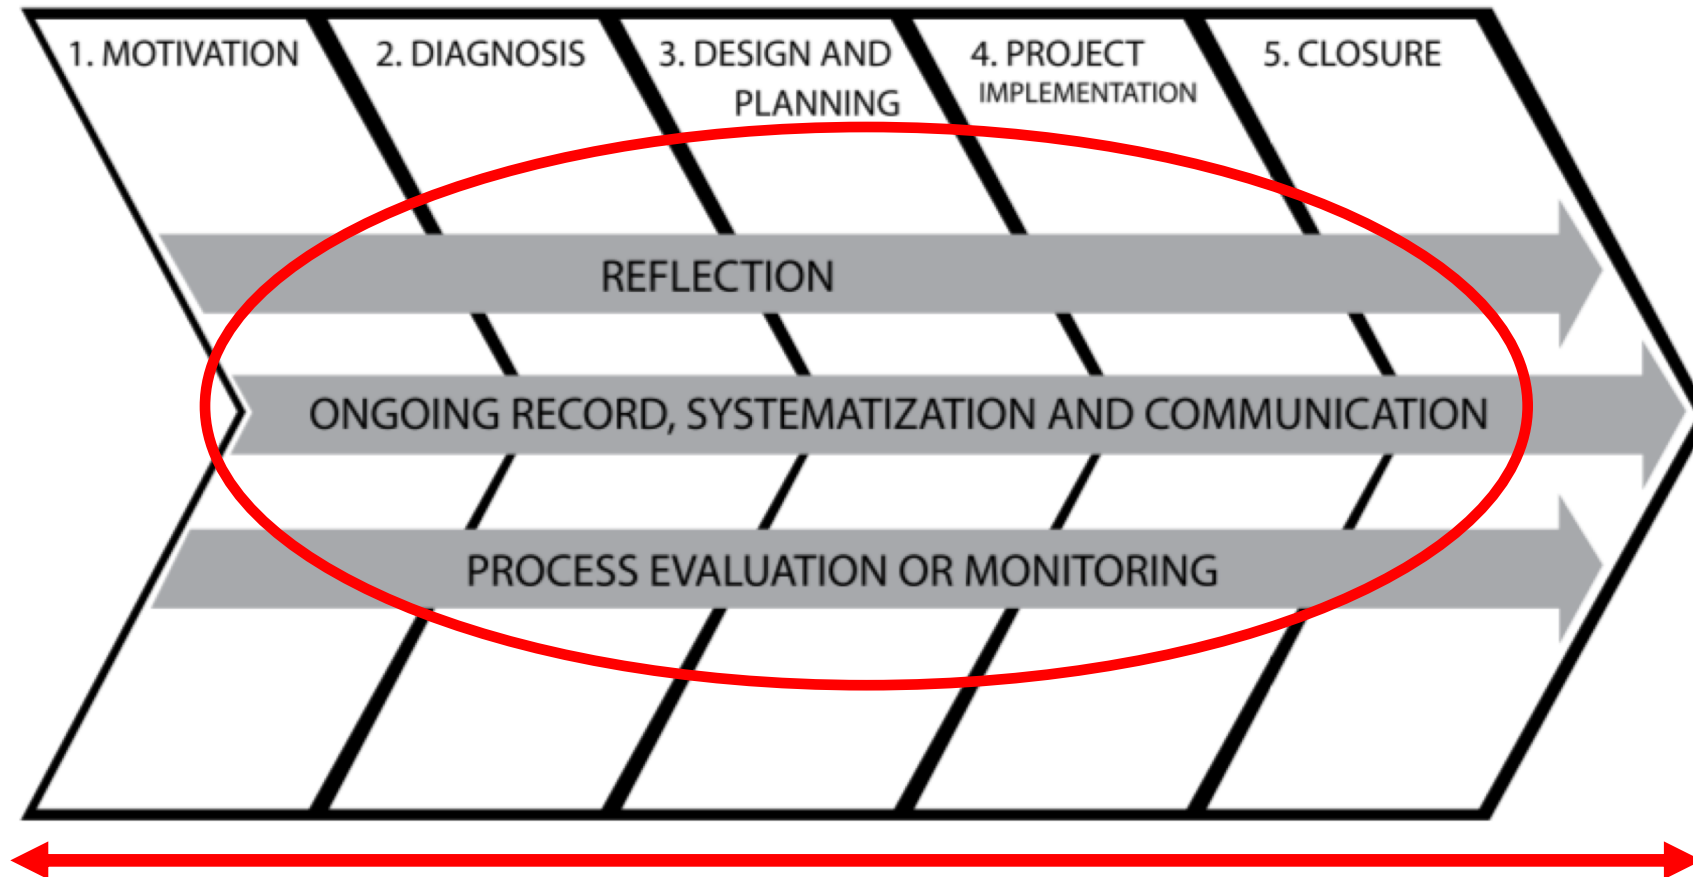 1. MOTIVATION
2. DIAGNOSIS
3. DESIGN AND
PLANNING
4. PROJECT
IMPLEMENTATION
5. CLOSURE
REFLECTION
ONGOING RECORD, SYSTEMATIZATION AND COMMUNICATION
PROCESS EVALUATION OR MONITORING